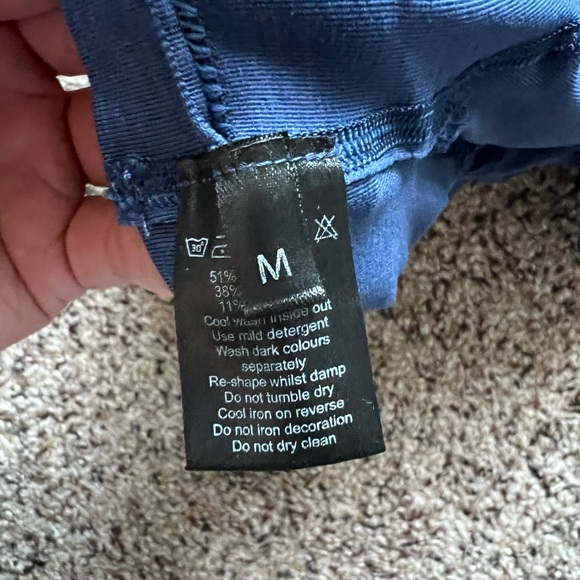 30°
M
51%
38%
11%
Cool wash inside out
Use mild detergent
Wash dark colours
separately
Re-shape whilst damp
Do not tumble dry
Cool iron on reverse
Do not iron decoration
Do not dry clean